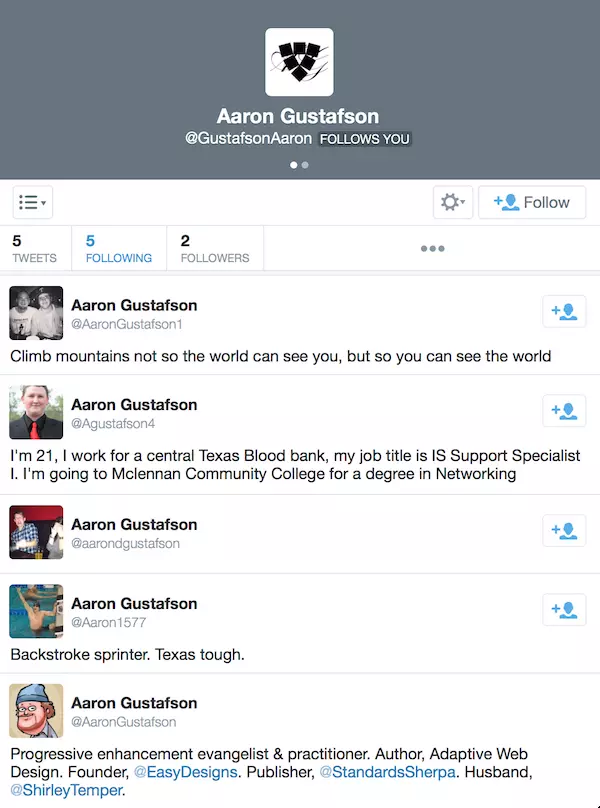 Aaron Gustafson
@GustafsonAaron FOLLOWS YOU
Follow
5 5 2
TWEETS FOLLOWING FOLLOWERS
Aaron Gustafson
@AaronGustafson1
Climb mountains not so the world can see you, but so you can see the world
Aaron Gustafson
@Agustafson4
I'm 21, I work for a central Texas Blood bank, my job title is IS Support Specialist
I. I'm going to Mclennan Community College for a degree in Networking
Aaron Gustafson
@aarondgustafson
Aaron Gustafson
@Aaron1577
Backstroke sprinter. Texas tough.
Aaron Gustafson
@AaronGustafson
Progressive enhancement evangelist & practitioner. Author, Adaptive Web
Design. Founder, @EasyDesigns. Publisher, @StandardsSherpa. Husband,
@ShirleyTemper.